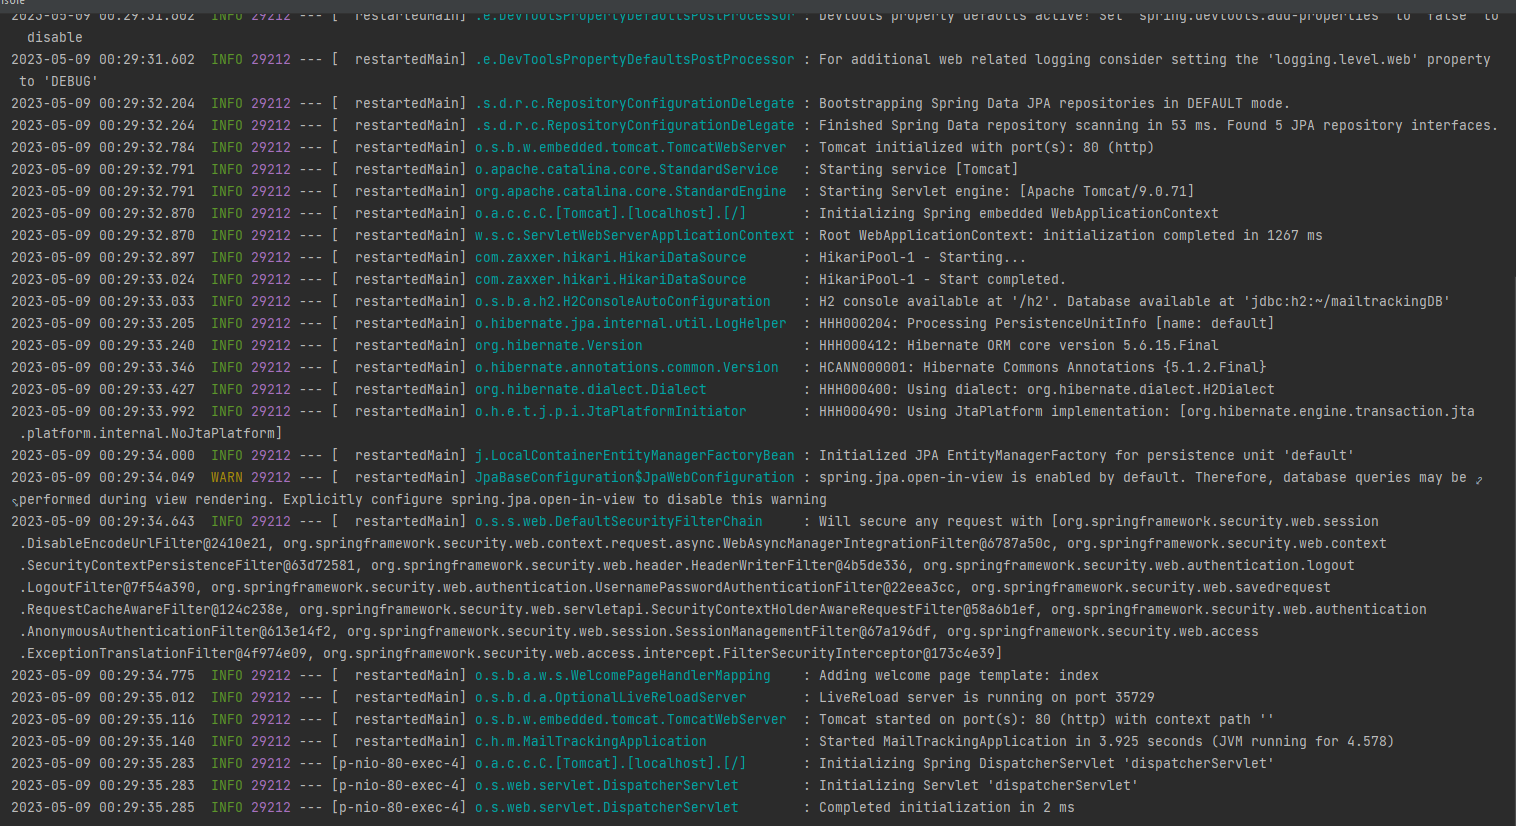 2023-05-09 00:29:31.602  INFO 29212 --- [  restartedMain] .e.DevToolsPropertyDefaultsPostProcessor : Devtools property defaults active! Set 'spring.devtools.add-properties' to 'false' to
disable
2023-05-09 00:29:31.602  INFO 29212 --- [  restartedMain] .e.DevToolsPropertyDefaultsPostProcessor : For additional web related logging consider setting the 'logging.level.web' property
to 'DEBUG'
2023-05-09 00:29:32.204  INFO 29212 --- [  restartedMain] .s.d.r.c.RepositoryConfigurationDelegate : Bootstrapping Spring Data JPA repositories in DEFAULT mode.
2023-05-09 00:29:32.264  INFO 29212 --- [  restartedMain] .s.d.r.c.RepositoryConfigurationDelegate : Finished Spring Data repository scanning in 53 ms. Found 5 JPA repository interfaces.
2023-05-09 00:29:32.784  INFO 29212 --- [  restartedMain] o.s.b.w.embedded.tomcat.TomcatWebServer  : Tomcat initialized with port(s): 80 (http)
2023-05-09 00:29:32.791  INFO 29212 --- [  restartedMain] o.apache.catalina.core.StandardService   : Starting service [Tomcat]
2023-05-09 00:29:32.791  INFO 29212 --- [  restartedMain] org.apache.catalina.core.StandardEngine  : Starting Servlet engine: [Apache Tomcat/9.0.71]
2023-05-09 00:29:32.870  INFO 29212 --- [  restartedMain] o.a.c.c.C.[Tomcat].[localhost].[/]       : Initializing Spring embedded WebApplicationContext
2023-05-09 00:29:32.870  INFO 29212 --- [  restartedMain] w.s.c.ServletWebServerApplicationContext : Root WebApplicationContext: initialization completed in 1267 ms
2023-05-09 00:29:32.897  INFO 29212 --- [  restartedMain] com.zaxxer.hikari.HikariDataSource       : HikariPool-1 - Starting...
2023-05-09 00:29:33.024  INFO 29212 --- [  restartedMain] com.zaxxer.hikari.HikariDataSource       : HikariPool-1 - Start completed.
2023-05-09 00:29:33.033  INFO 29212 --- [  restartedMain] o.s.b.a.h2.H2ConsoleAutoConfiguration    : H2 console available at '/h2'. Database available at 'jdbc:h2:~/mailtrackingDB'
2023-05-09 00:29:33.205  INFO 29212 --- [  restartedMain] o.hibernate.jpa.internal.util.LogHelper  : HHH000204: Processing PersistenceUnitInfo [name: default]
2023-05-09 00:29:33.240  INFO 29212 --- [  restartedMain] org.hibernate.Version                    : HHH000412: Hibernate ORM core version 5.6.15.Final
2023-05-09 00:29:33.346  INFO 29212 --- [  restartedMain] o.hibernate.annotations.common.Version   : HCANN000001: Hibernate Commons Annotations {5.1.2.Final}
2023-05-09 00:29:33.427  INFO 29212 --- [  restartedMain] org.hibernate.dialect.Dialect            : HHH000400: Using dialect: org.hibernate.dialect.H2Dialect
2023-05-09 00:29:33.992  INFO 29212 --- [  restartedMain] o.h.e.t.j.p.i.JtaPlatformInitiator       : HHH000490: Using JtaPlatform implementation: [org.hibernate.engine.transaction.jta
.platform.internal.NoJtaPlatform]
2023-05-09 00:29:34.000  INFO 29212 --- [  restartedMain] j.LocalContainerEntityManagerFactoryBean : Initialized JPA EntityManagerFactory for persistence unit 'default'
2023-05-09 00:29:34.049  WARN 29212 --- [  restartedMain] JpaBaseConfiguration$JpaWebConfiguration : spring.jpa.open-in-view is enabled by default. Therefore, database queries may be
performed during view rendering. Explicitly configure spring.jpa.open-in-view to disable this warning
2023-05-09 00:29:34.643  INFO 29212 --- [  restartedMain] o.s.s.web.DefaultSecurityFilterChain     : Will secure any request with [org.springframework.security.web.session
.DisableEncodeUrlFilter@2410e21, org.springframework.security.web.context.request.async.WebAsyncManagerIntegrationFilter@6787a50c, org.springframework.security.web.context
.SecurityContextPersistenceFilter@63d72581, org.springframework.security.web.header.HeaderWriterFilter@4b5de336, org.springframework.security.web.authentication.logout
.LogoutFilter@7f54a390, org.springframework.security.web.authentication.UsernamePasswordAuthenticationFilter@22eea3cc, org.springframework.security.web.savedrequest
.RequestCacheAwareFilter@124c238e, org.springframework.security.web.servletapi.SecurityContextHolderAwareRequestFilter@58a6b1ef, org.springframework.security.web.authentication
.AnonymousAuthenticationFilter@613e14f2, org.springframework.security.web.session.SessionManagementFilter@67a196df, org.springframework.security.web.access
.ExceptionTranslationFilter@4f974e09, org.springframework.security.web.access.intercept.FilterSecurityInterceptor@173c4e39]
2023-05-09 00:29:34.775  INFO 29212 --- [  restartedMain] o.s.b.a.w.s.WelcomePageHandlerMapping    : Adding welcome page template: index
2023-05-09 00:29:35.012  INFO 29212 --- [  restartedMain] o.s.b.d.a.OptionalLiveReloadServer       : LiveReload server is running on port 35729
2023-05-09 00:29:35.116  INFO 29212 --- [  restartedMain] o.s.b.w.embedded.tomcat.TomcatWebServer  : Tomcat started on port(s): 80 (http) with context path ''
2023-05-09 00:29:35.140  INFO 29212 --- [  restartedMain] c.h.m.MailTrackingApplication            : Started MailTrackingApplication in 3.925 seconds (JVM running for 4.578)
2023-05-09 00:29:35.283  INFO 29212 --- [p-nio-80-exec-4] o.a.c.c.C.[Tomcat].[localhost].[/]       : Initializing Spring DispatcherServlet 'dispatcherServlet'
2023-05-09 00:29:35.283  INFO 29212 --- [p-nio-80-exec-4] o.s.web.servlet.DispatcherServlet        : Initializing Servlet 'dispatcherServlet'
2023-05-09 00:29:35.285  INFO 29212 --- [p-nio-80-exec-4] o.s.web.servlet.DispatcherServlet        : Completed initialization in 2 ms